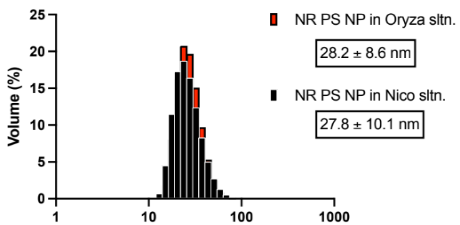 25
20
15
10
5
0
Volume (%)
1
10
100
1000
NR PS NP in Oryza sltn.
28.2 ± 8.6 nm
NR PS NP in Nico sltn.
27.8 ± 10.1 nm